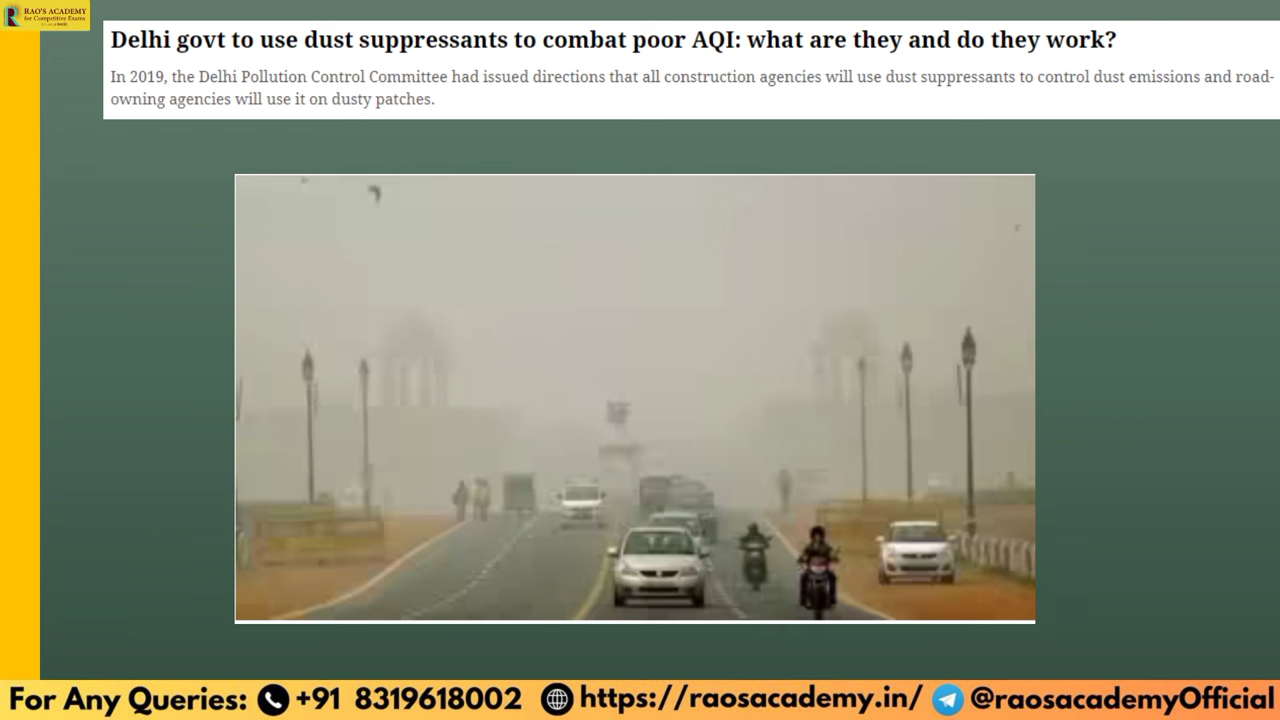 RAO'S ACADEMY
for Competitive Exams
Delhi govt to use dust suppressants to combat poor AQI: what are they and do they work?
In 2019, the Delhi Pollution Control Committee had issued directions that all construction agencies will use dust suppressants to control dust emissions and road-
owning agencies will use it on dusty patches.
For Any Queries: +91 8319618002 https://raosacademy.in/ @raosacademyOfficial